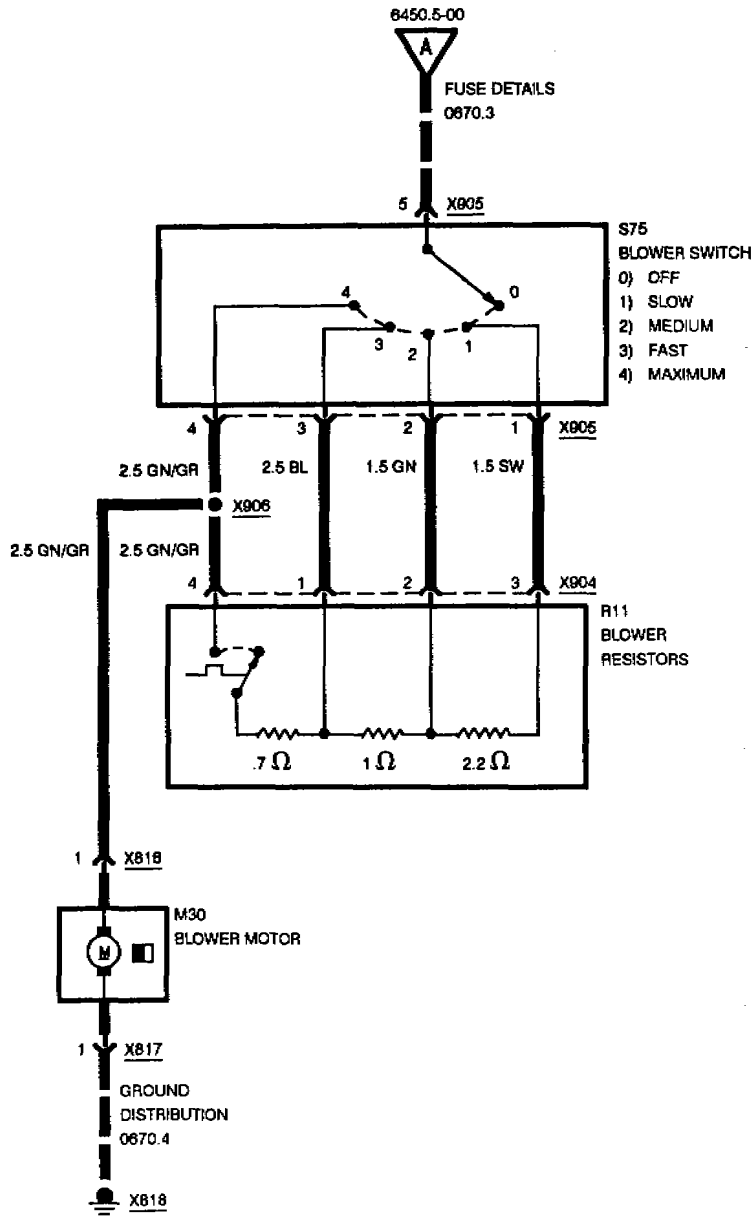 6450.5-00
A
FUSE DETAILS
0670.3
5 X905
S75
BLOWER SWITCH
0) OFF
1) SLOW
2) MEDIUM
3) FAST
4) MAXIMUM
4
0
3
2
1
4 3 2 1 X905
2.5 GN/GR 2.5 BL 1.5 GN 1.5 SW
X906
2.5 GN/GR 2.5 GN/GR
4 1 2 3 X904
R11
BLOWER
RESISTORS
.7 Ω 1 Ω 2.2 Ω
1 X816
M30
BLOWER MOTOR
M
1 X817
GROUND
DISTRIBUTION
0670.4
X818